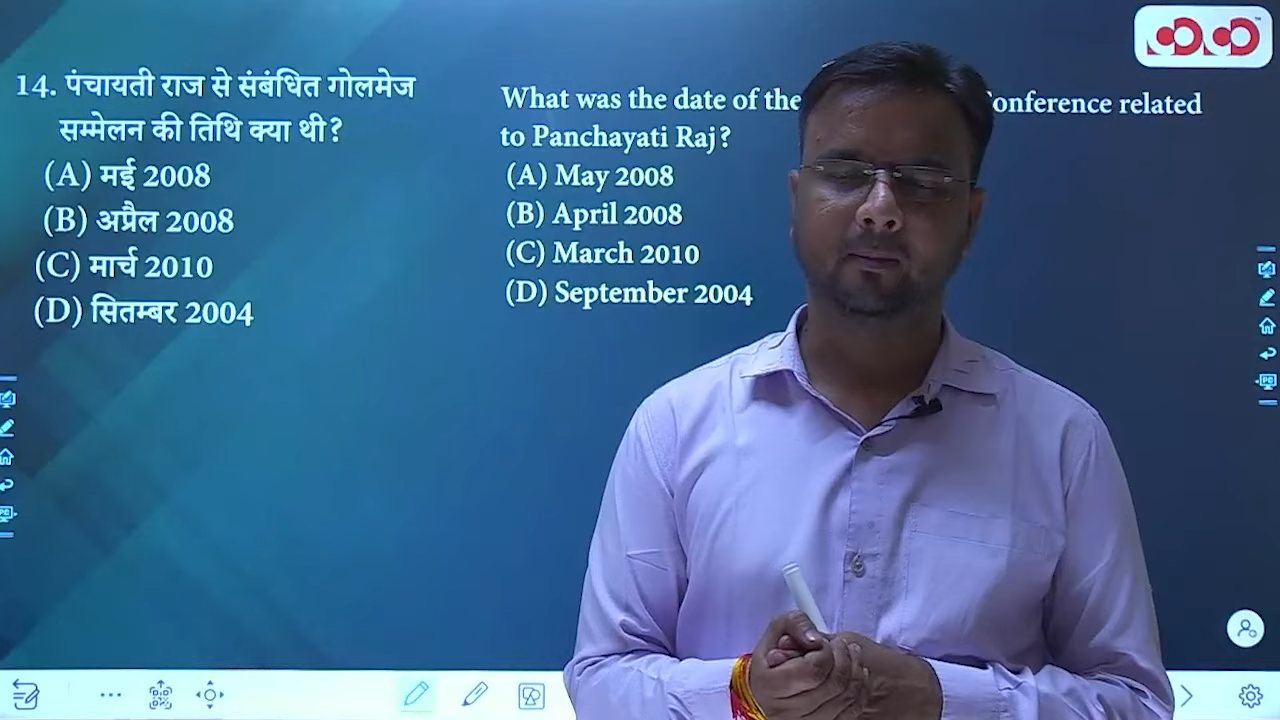 14. पंचायती राज से संबंधित गोलमेज
सम्मेलन की तिथि क्या थी?
(A) मई 2008
(B) अप्रैल 2008
(C) मार्च 2010
(D) सितम्बर 2004
What was the date of the onference related
to Panchayati Raj?
(A) May 2008
(B) April 2008
(C) March 2010
(D) September 2004